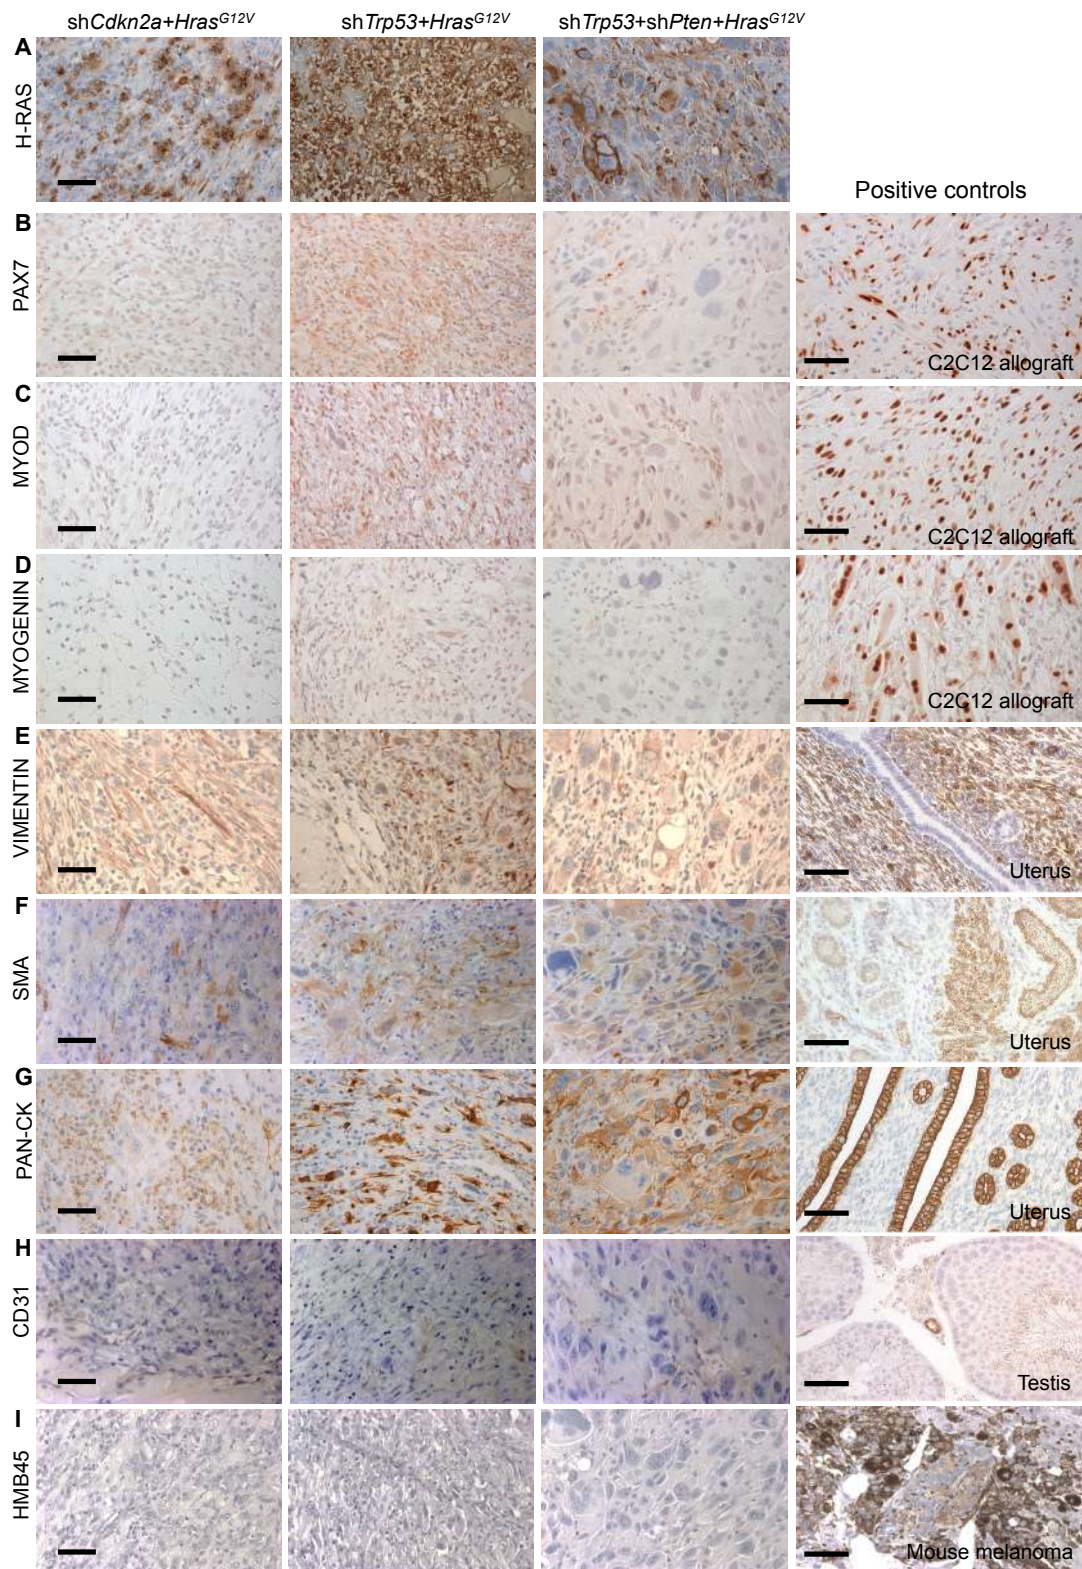 shCdkn2a+HrasG12V shTrp53+HrasG12V shTrp53+shPten+HrasG12V
A
H-RAS
Positive controls
B
PAX7
C2C12 allograft
C
MYOD
C2C12 allograft
D
MYOGENIN
C2C12 allograft
E
VIMENTIN
Uterus
F
SMA
Uterus
G
PAN-CK
Uterus
H
CD31
Testis
I
HMB45
Mouse melanoma